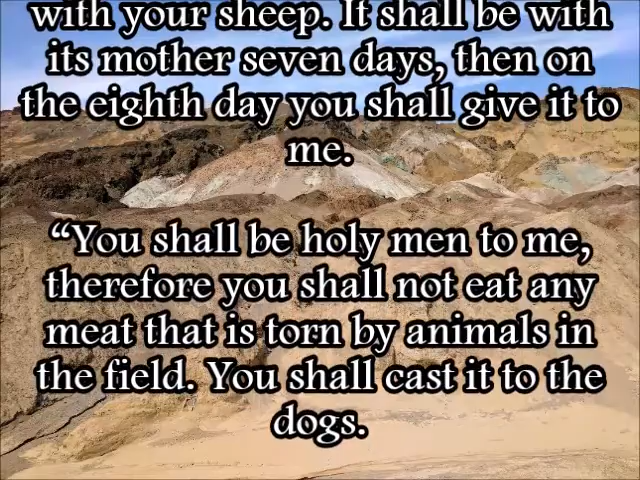 with your sheep. It shall be with
its mother seven days, then on
the eighth day you shall give it to
me.
“You shall be holy men to me,
therefore you shall not eat any
meat that is torn by animals in
the field. You shall cast it to the
dogs.